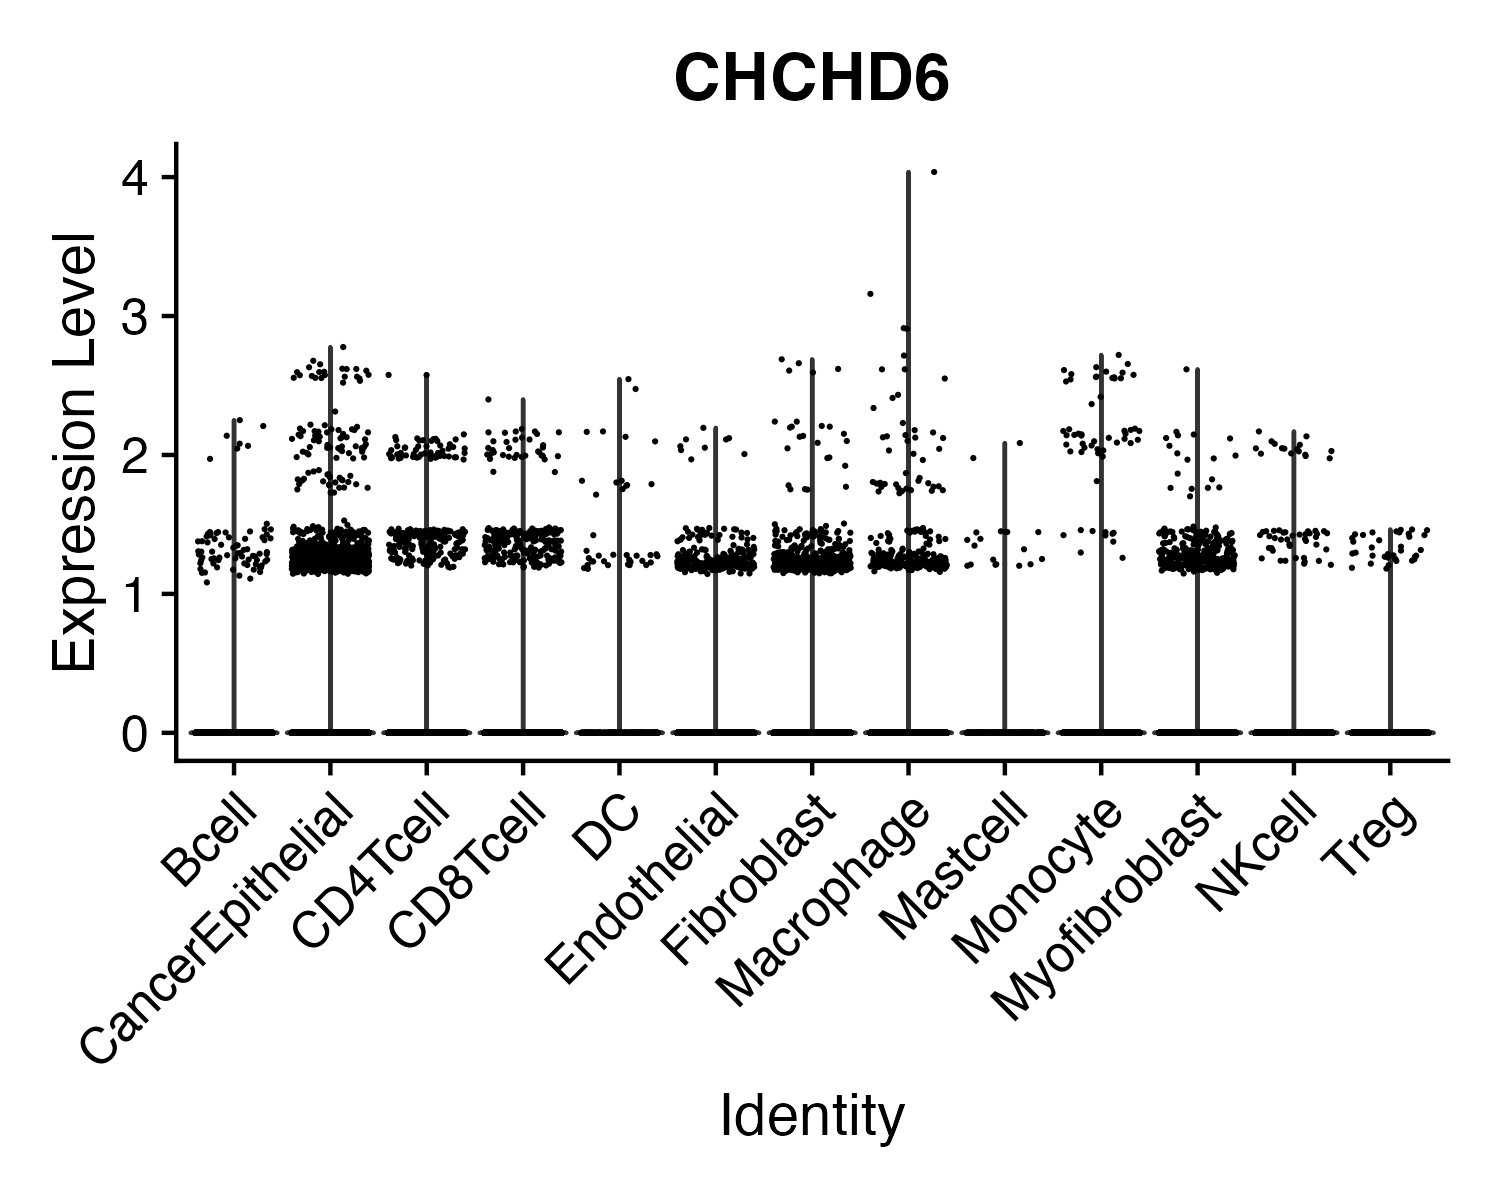 CHCHD6
Expression Level
4
3
2
1
0
Bcell
CancerEpithelial
CD4Tcell
CD8Tcell
DC
Endothelial
Fibroblast
Macrophage
Mastcell
Monocyte
Myofibroblast
NKcell
Treg
Identity